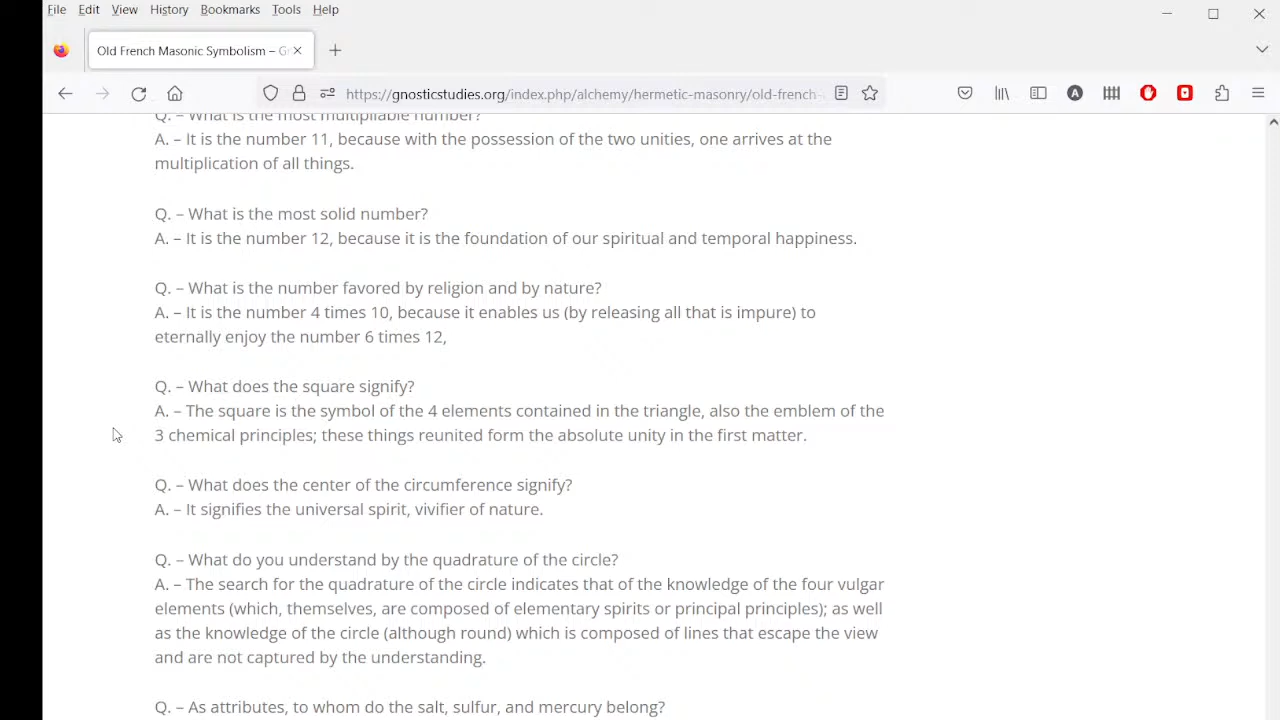 File Edit View History Bookmarks Tools Help
Old French Masonic Symbolism – G
https://gnosticstudies.org/index.php/alchemy/hermetic-masonry/old-french-
Q. – What is the most multipliable number?
A. – It is the number 11, because with the possession of the two unities, one arrives at the
multiplication of all things.
Q. – What is the most solid number?
A. – It is the number 12, because it is the foundation of our spiritual and temporal happiness.
Q. – What is the number favored by religion and by nature?
A. – It is the number 4 times 10, because it enables us (by releasing all that is impure) to
eternally enjoy the number 6 times 12,
Q. – What does the square signify?
A. – The square is the symbol of the 4 elements contained in the triangle, also the emblem of the
3 chemical principles; these things reunited form the absolute unity in the first matter.
Q. – What does the center of the circumference signify?
A. – It signifies the universal spirit, vivifier of nature.
Q. – What do you understand by the quadrature of the circle?
A. – The search for the quadrature of the circle indicates that of the knowledge of the four vulgar
elements (which, themselves, are composed of elementary spirits or principal principles); as well
as the knowledge of the circle (although round) which is composed of lines that escape the view
and are not captured by the understanding.
Q. – As attributes, to whom do the salt, sulfur, and mercury belong?